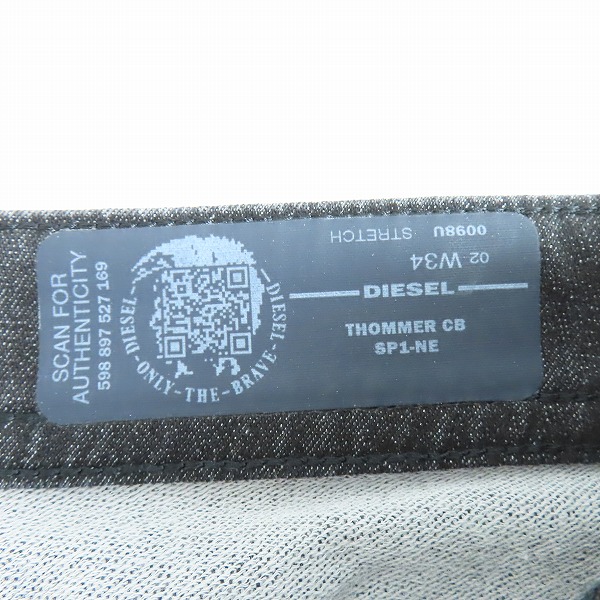 SCAN FOR
AUTHENTICITY
598 897 527 169
DIESEL-ONLY-THE-BRAVE-DIESEL
0098U STRETCH
02 W34
DIESEL
THOMMER CB
SP1-NE